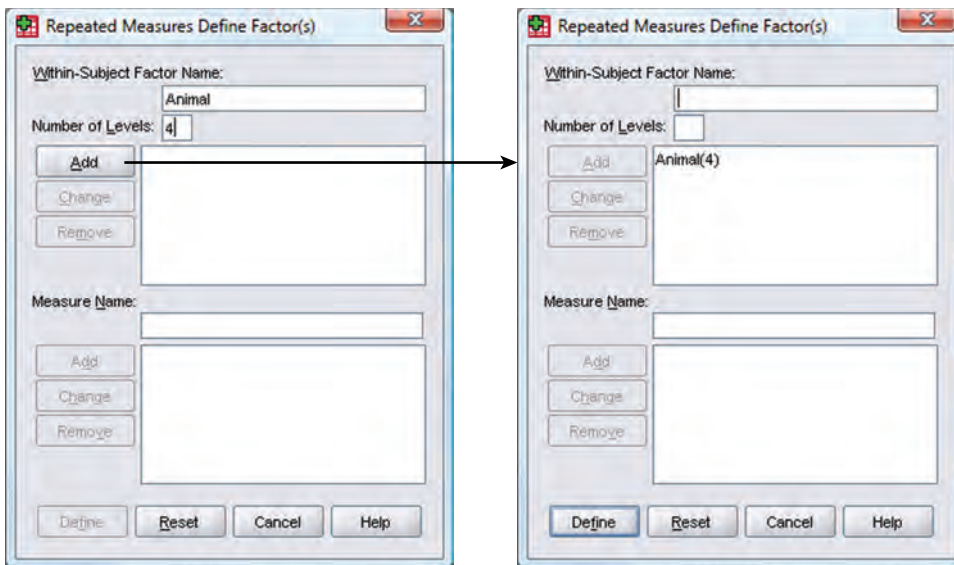 Repeated Measures Define Factor(s)
Within-Subject Factor Name:
Animal
Number of Levels: 4
Add
Change
Remove
Measure Name:
Add
Change
Remove
Define Reset Cancel Help
Repeated Measures Define Factor(s)
Within-Subject Factor Name:
Number of Levels:
Add Animal(4)
Change
Remove
Measure Name:
Add
Change
Remove
Define Reset Cancel Help